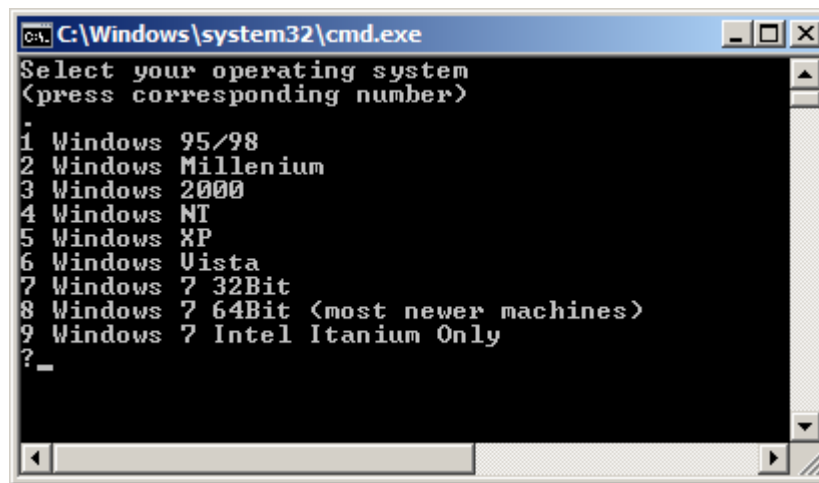 C:\Windows\system32\cmd.exe
Select your operating system
(press corresponding number)
.
1 Windows 95/98
2 Windows Millenium
3 Windows 2000
4 Windows NT
5 Windows XP
6 Windows Vista
7 Windows 7 32Bit
8 Windows 7 64Bit (most newer machines)
9 Windows 7 Intel Itanium Only
?_